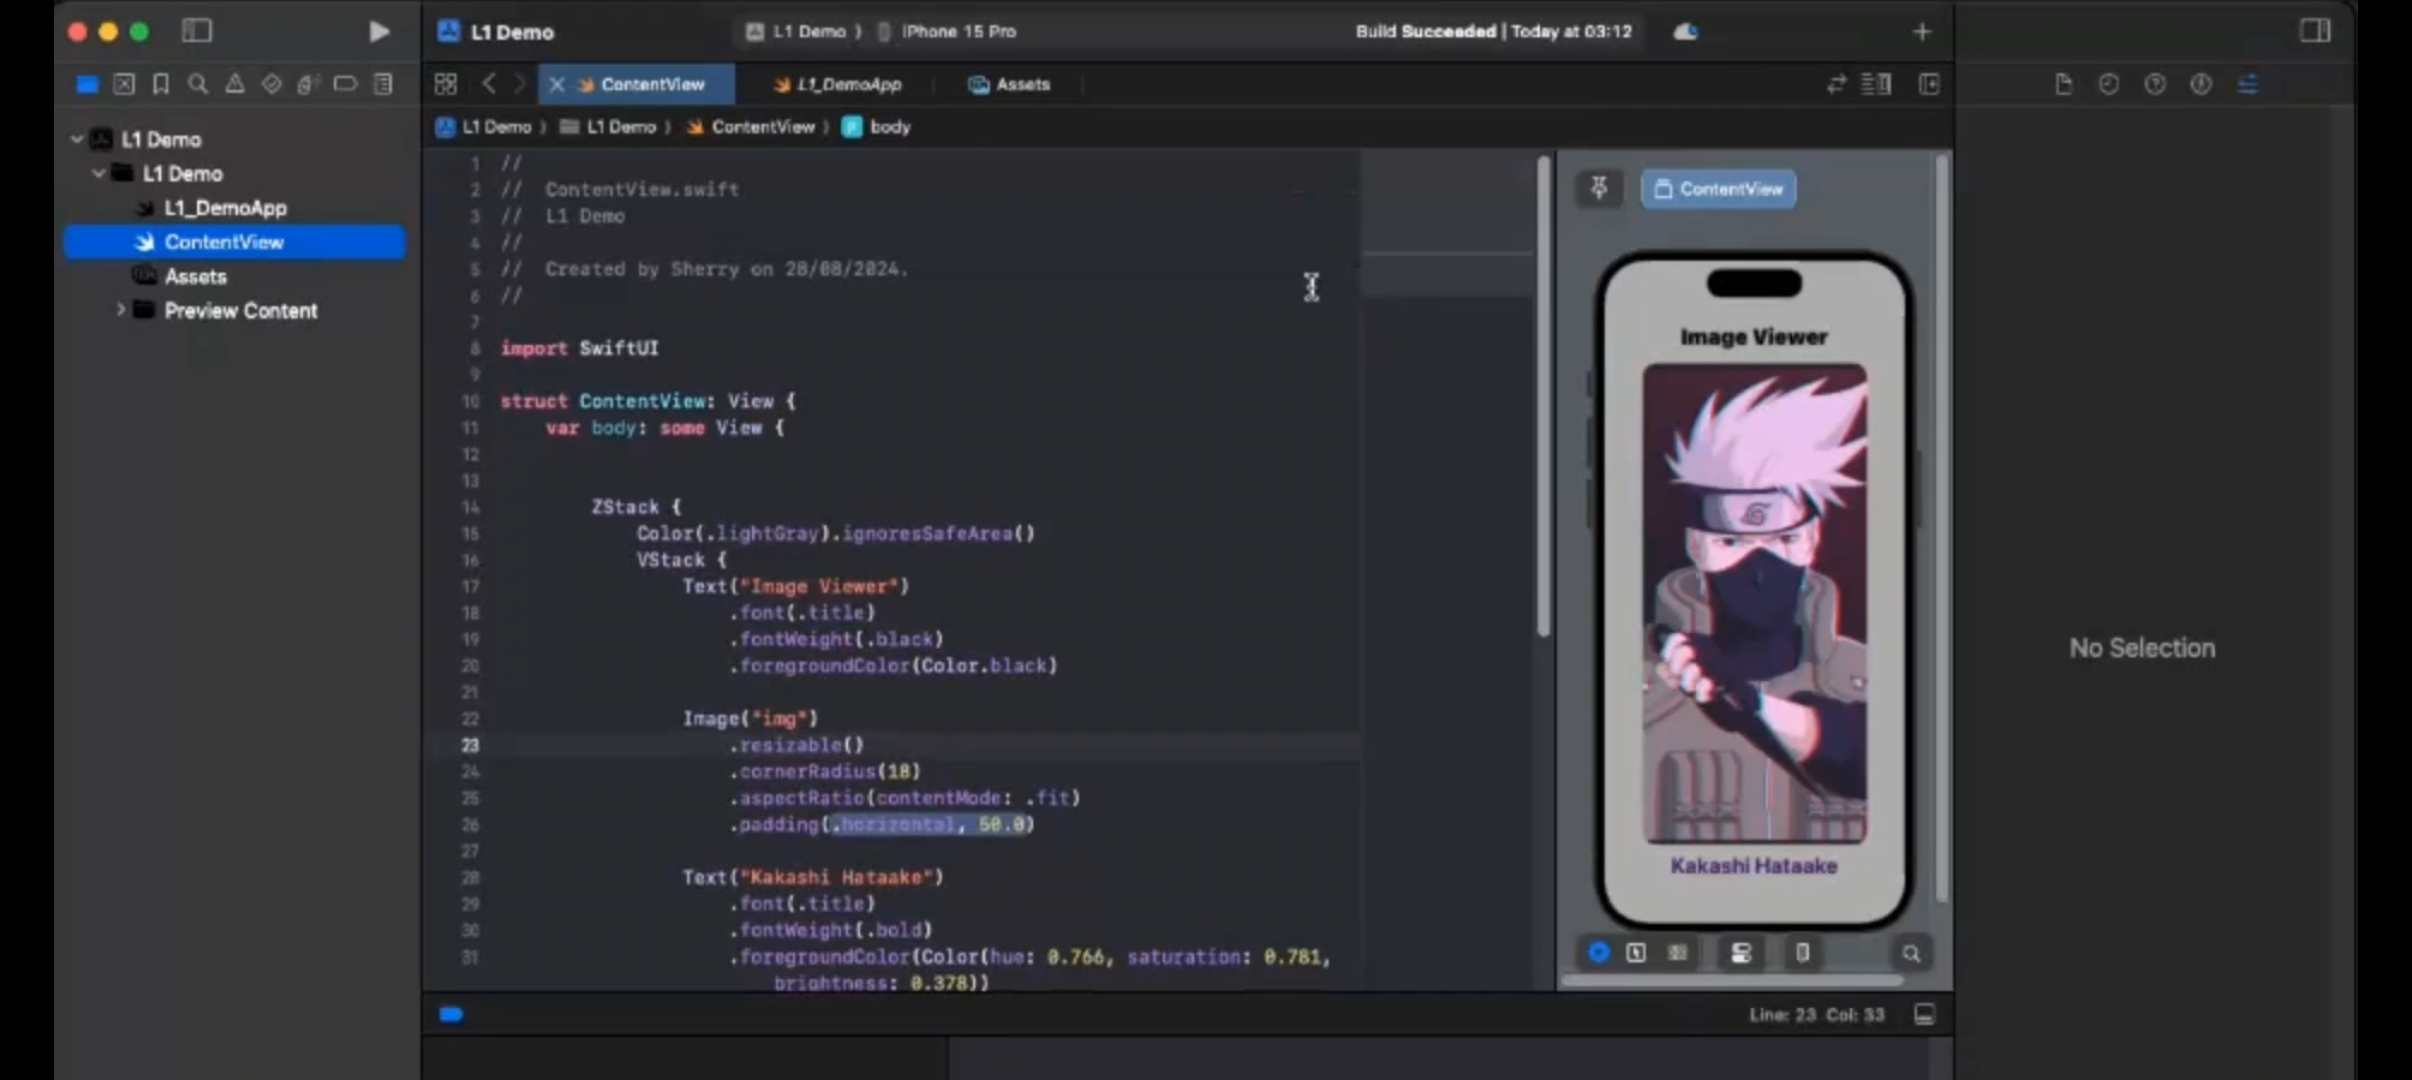 L1 Demo
L1 Demo
iPhone 15 Pro
Build Succeeded | Today at 03:12
ContentView
L1_DemoApp
Assets
L1 Demo
L1 Demo
ContentView
body
L1 Demo
L1 Demo
L1_DemoApp
ContentView
Assets
Preview Content
1 //
2 // ContentView.swift
3 // L1 Demo
4 //
5 // Created by Sherry on 28/08/2024.
6 //
7
8 import SwiftUI
9
10 struct ContentView: View {
11 var body: some View {
12
13
14 ZStack {
15 Color(.lightGray).ignoresSafeArea()
16 VStack {
17 Text("Image Viewer")
18 .font(.title)
19 .fontWeight(.black)
20 .foregroundColor(Color.black)
21
22 Image("img")
23 .resizable()
24 .cornerRadius(18)
25 .aspectRatio(contentMode: .fit)
26 .padding(.horizontal, 50.0)
27
28 Text("Kakashi Hataake")
29 .font(.title)
30 .fontWeight(.bold)
31 .foregroundColor(Color(hue: 0.766, saturation: 0.781,
brightness: 0.378))
ContentView
Image Viewer
Kakashi Hataake
No Selection
Line: 23 Col: 33